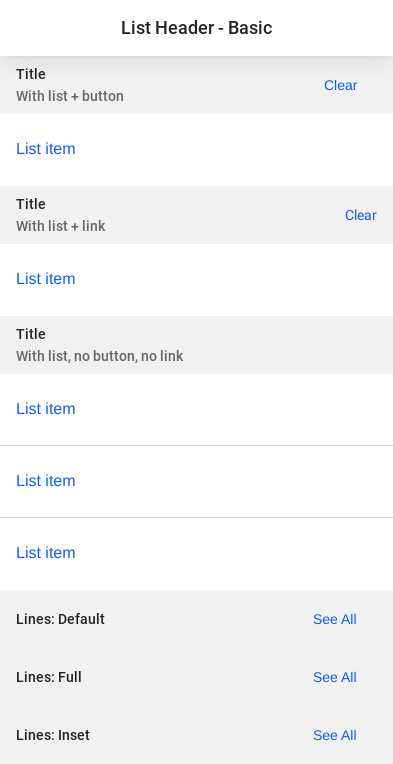 List Header - Basic
Title
With list + button
Clear
List item
Title
With list + link
Clear
List item
Title
With list, no button, no link
List item
List item
List item
Lines: Default
See All
Lines: Full
See All
Lines: Inset
See All